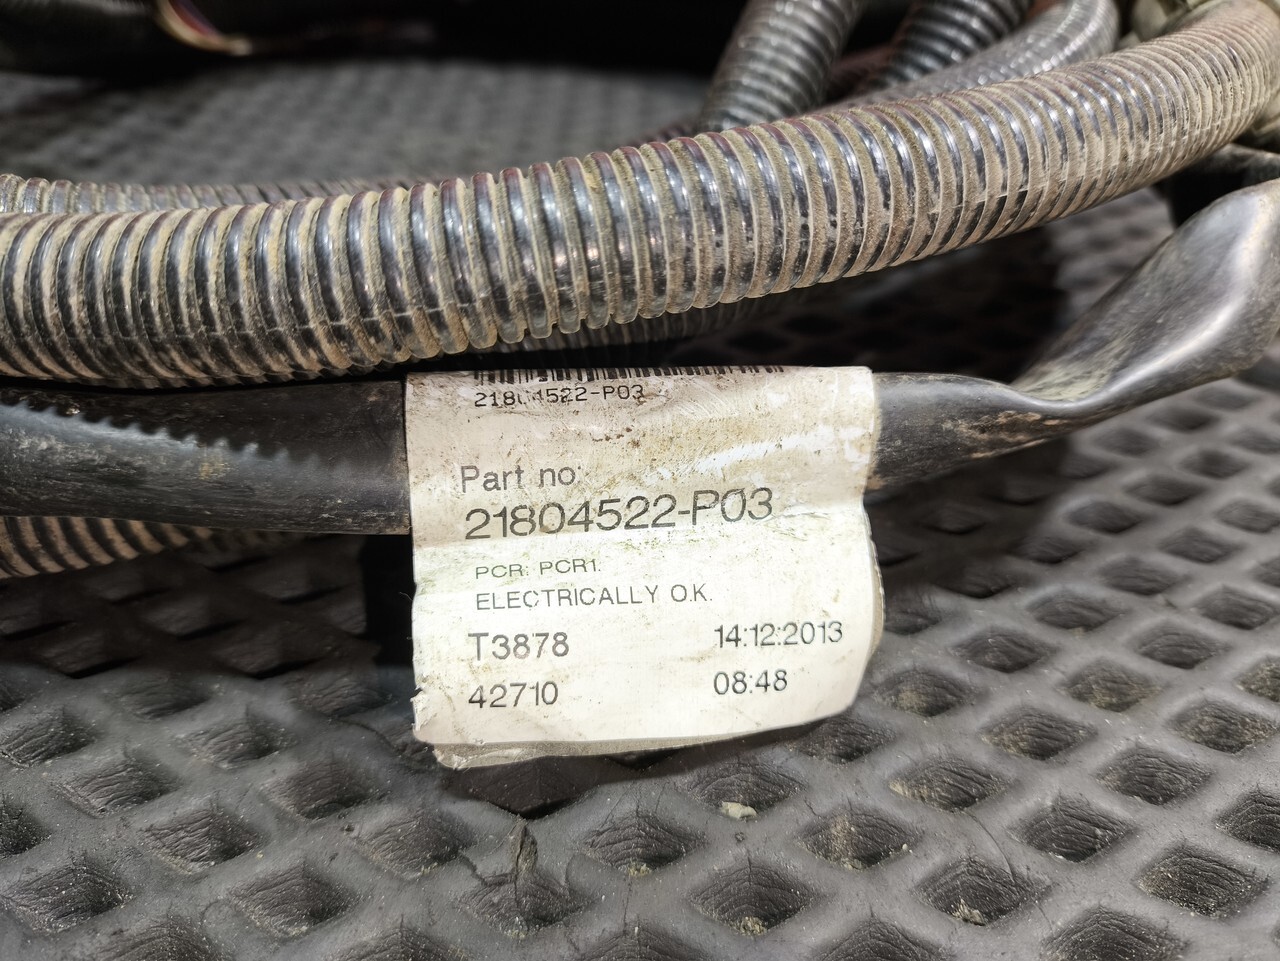 21804522-P03
Part no:
21804522-P03
PCR: PCR1.
ELECTRICALLY O.K.
T3878 14:12:2013
42710 08:48